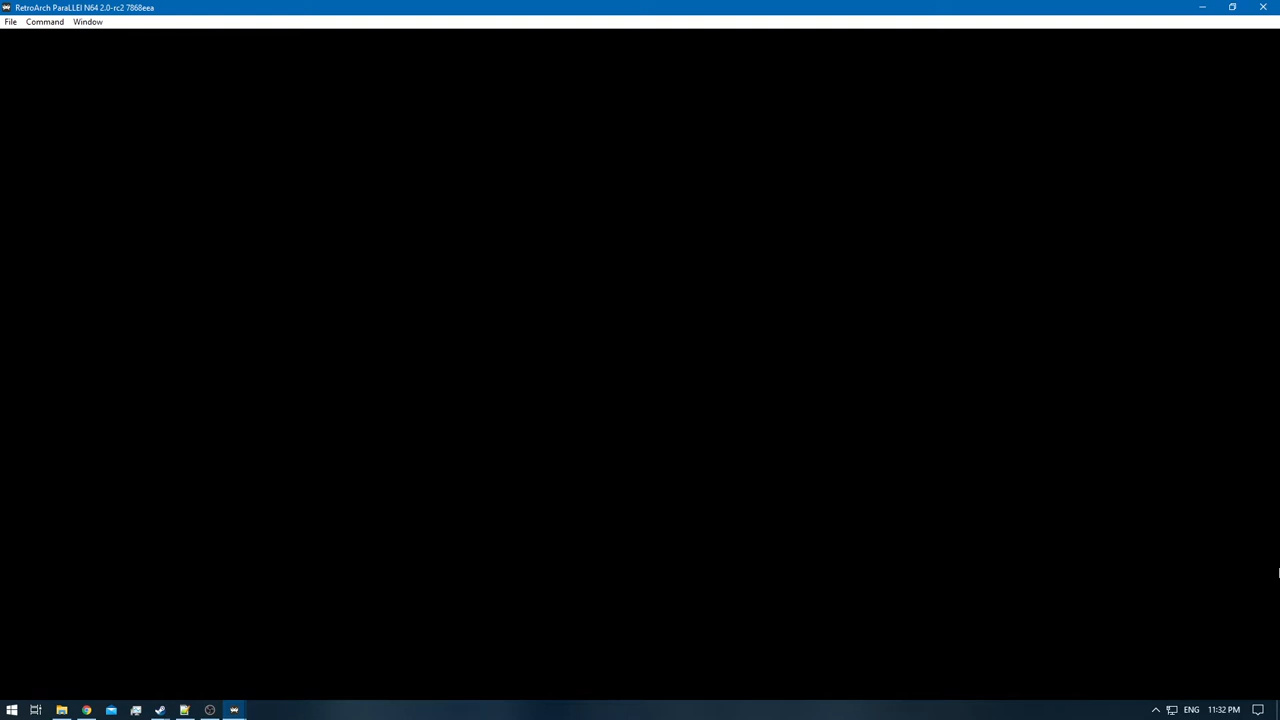 RetroArch ParaLLEl N64 2.0-rc2 7868eea
File Command Window
ENG 11:32 PM